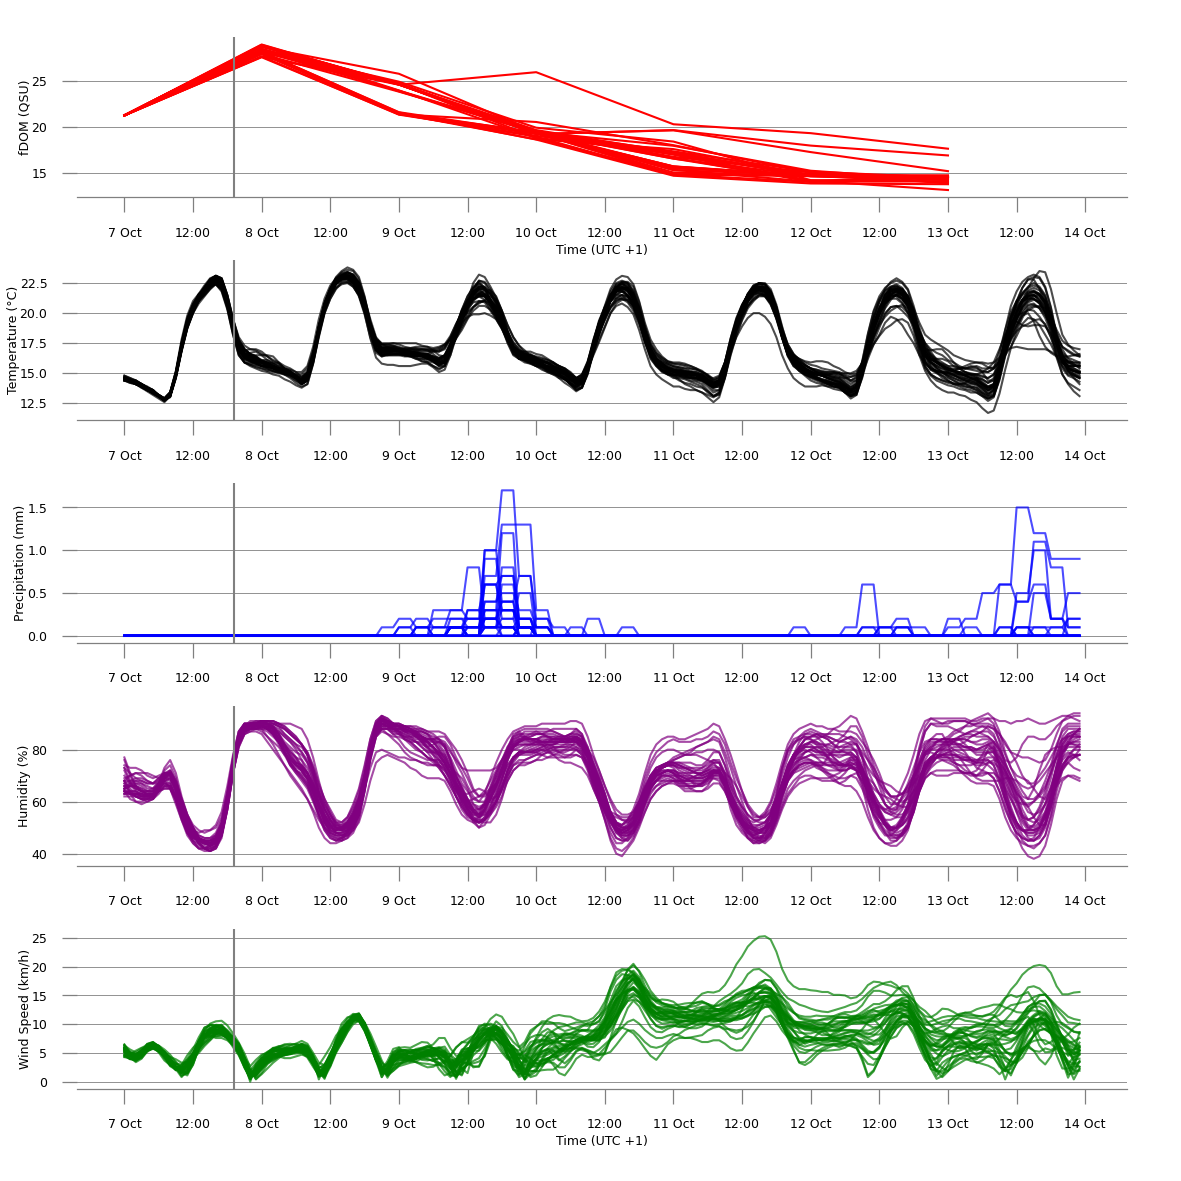 fDOM (QSU)
25
20
15
7 Oct 12:00 8 Oct 12:00 9 Oct 12:00 10 Oct 12:00 11 Oct 12:00 12 Oct 12:00 13 Oct 12:00 14 Oct
Time (UTC +1)
Temperature (°C)
22.5
20.0
17.5
15.0
12.5
7 Oct 12:00 8 Oct 12:00 9 Oct 12:00 10 Oct 12:00 11 Oct 12:00 12 Oct 12:00 13 Oct 12:00 14 Oct
Precipitation (mm)
1.5
1.0
0.5
0.0
7 Oct 12:00 8 Oct 12:00 9 Oct 12:00 10 Oct 12:00 11 Oct 12:00 12 Oct 12:00 13 Oct 12:00 14 Oct
Humidity (%)
80
60
40
7 Oct 12:00 8 Oct 12:00 9 Oct 12:00 10 Oct 12:00 11 Oct 12:00 12 Oct 12:00 13 Oct 12:00 14 Oct
Wind Speed (km/h)
25
20
15
10
5
0
7 Oct 12:00 8 Oct 12:00 9 Oct 12:00 10 Oct 12:00 11 Oct 12:00 12 Oct 12:00 13 Oct 12:00 14 Oct
Time (UTC +1)